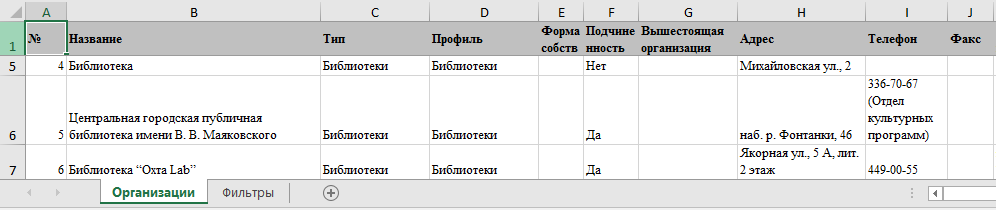 A B C D E F G H I J
1 № Название Тип Профиль Форма собств Подчине нность Вышестоящая организация Адрес Телефон Факс
5 4 Библиотека Библиотеки Библиотеки Нет Михайловская ул., 2
6 5 Центральная городская публичная библиотека имени В. В. Маяковского Библиотеки Библиотеки Да наб. р. Фонтанки, 46 336-70-67 (Отдел культурных программ)
7 6 Библиотека “Охта Lab” Библиотеки Библиотеки Да Якорная ул., 5 А, лит. 2 этаж 449-00-55
Организации Фильтры